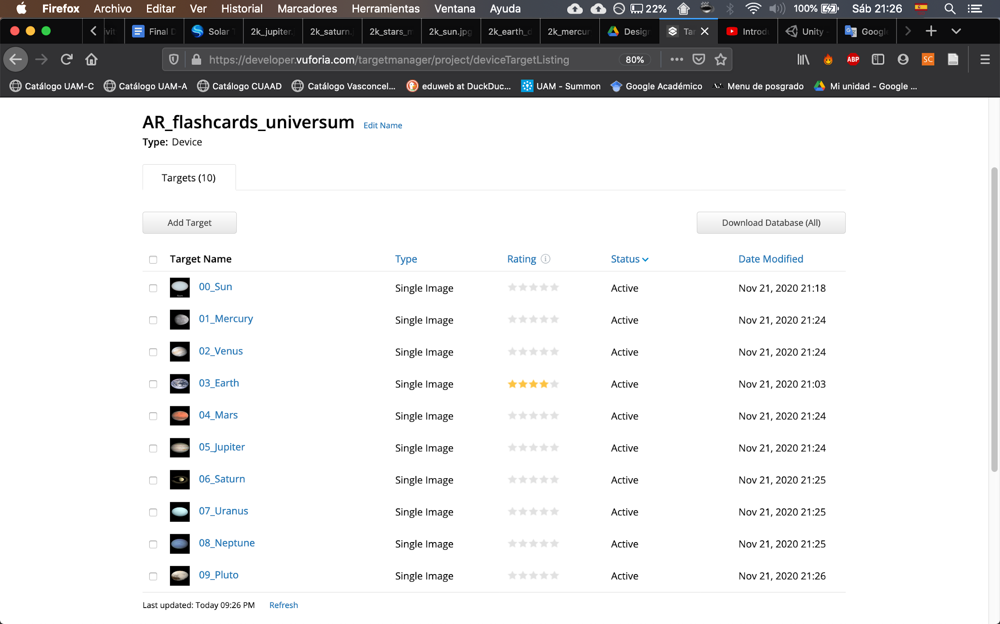 Firefox Archivo Editar Ver Historial Marcadores Herramientas Ventana Ayuda 22% 100% Sáb 21:26
Final D Solar 2k_jupiter. 2k_saturn. 2k_stars_m 2k_sun.jpg 2k_earth_d 2k_mercur Design Tar Introdu Unity - Google
https://developer.vuforia.com/targetmanager/project/deviceTargetListing 80% ABP SC
Catálogo UAM-C Catálogo UAM-A Catálogo CUAAD Catálogo Vasconcel... eduweb at DuckDuc... UAM - Summon Google Académico Menu de posgrado Mi unidad - Google ...
AR_flashcards_universum Edit Name
Type: Device
Targets (10)
Add Target Download Database (All)
Target Name Type Rating Status Date Modified
Sun
00_Sun Single Image Active Nov 21, 2020 21:18
01_Mercury Single Image Active Nov 21, 2020 21:24
02_Venus Single Image Active Nov 21, 2020 21:24
03_Earth Single Image Active Nov 21, 2020 21:03
04_Mars Single Image Active Nov 21, 2020 21:24
05_Jupiter Single Image Active Nov 21, 2020 21:24
06_Saturn Single Image Active Nov 21, 2020 21:25
07_Uranus Single Image Active Nov 21, 2020 21:25
08_Neptune Single Image Active Nov 21, 2020 21:25
09_Pluto Single Image Active Nov 21, 2020 21:26
Last updated: Today 09:26 PM Refresh